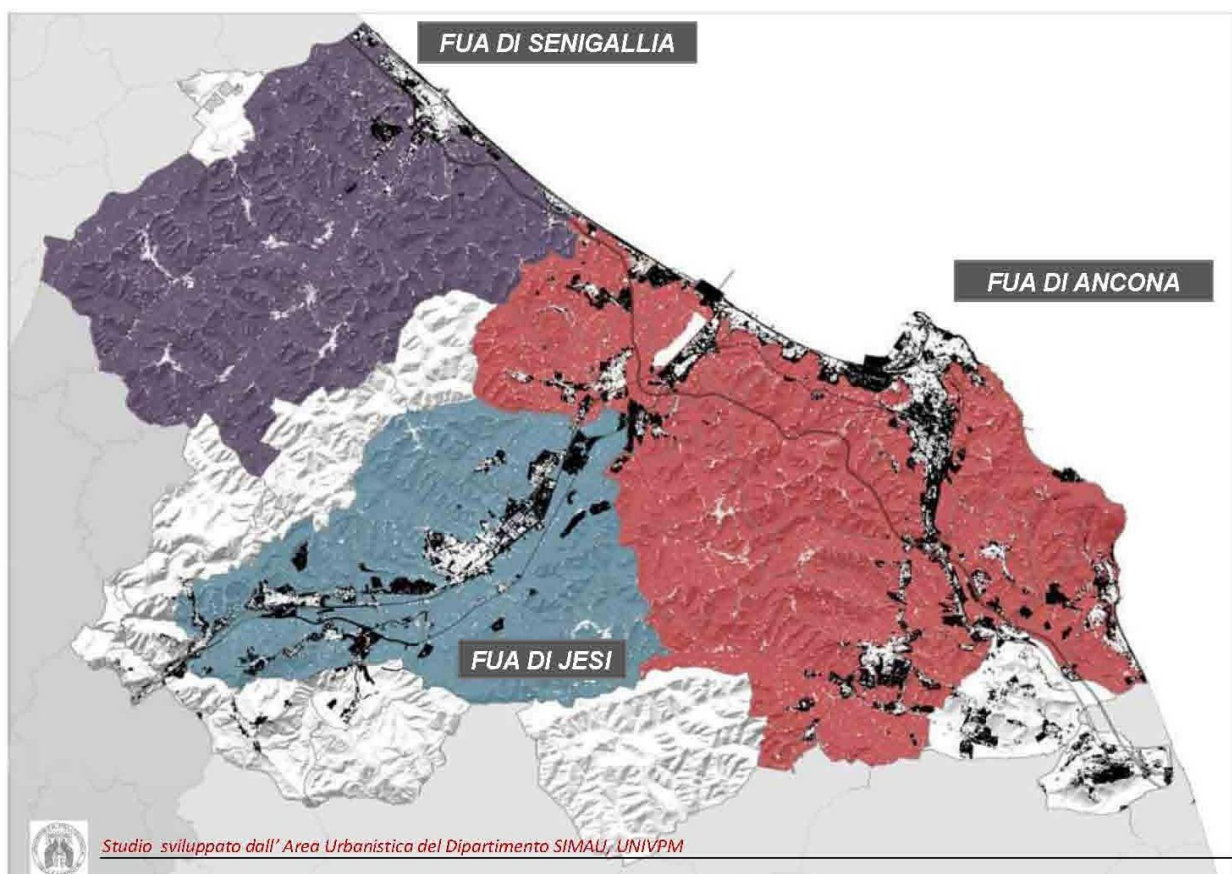 FUA DI SENIGALLIA
FUA DI ANCONA
FUA DI JESI
Studio sviluppato dall' Area Urbanistica del Dipartimento SIMAU, UNIVPM